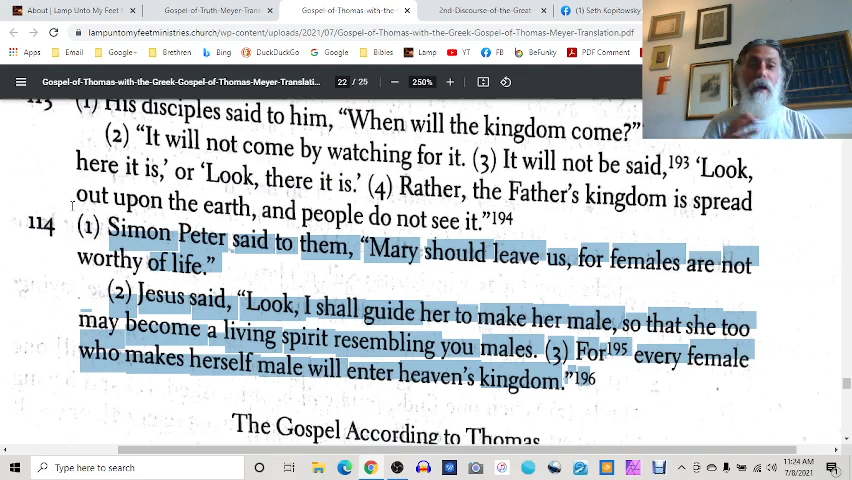 About | Lamp Unto My Feet M
Gospel-of-Truth-Meyer-Transl
Gospel-of-Thomas-with-the-
2nd-Discourse-of-the-Great
(1) Seth Kopitowsky
lampuntomyfeetministries.church/wp-content/uploads/2021/07/Gospel-of-Thomas-with-the-Greek-Gospel-of-Thomas-Meyer-Translation.pdf
Apps Email Google+ Brethren DuckDuckGo Google Bibles Lamp YT FB BeFunky PDF Comment
Gospel-of-Thomas-with-the-Greek-Gospel-of-Thomas-Meyer-Translati... 22 / 25 250%
113 (1) His disciples said to him, “When will the kingdom come?”
(2) “It will not come by watching for it. (3) It will not be said,193 ‘Look,
here it is,’ or ‘Look, there it is.’ (4) Rather, the Father’s kingdom is spread
out upon the earth, and people do not see it.”194
114 (1) Simon Peter said to them, “Mary should leave us, for females are not
worthy of life.”
(2) Jesus said, “Look, I shall guide her to make her male, so that she too
may become a living spirit resembling you males. (3) For195 every female
who makes herself male will enter heaven’s kingdom.”196
The Gospel According to Thomas
Type here to search
11:24 AM
7/8/2021